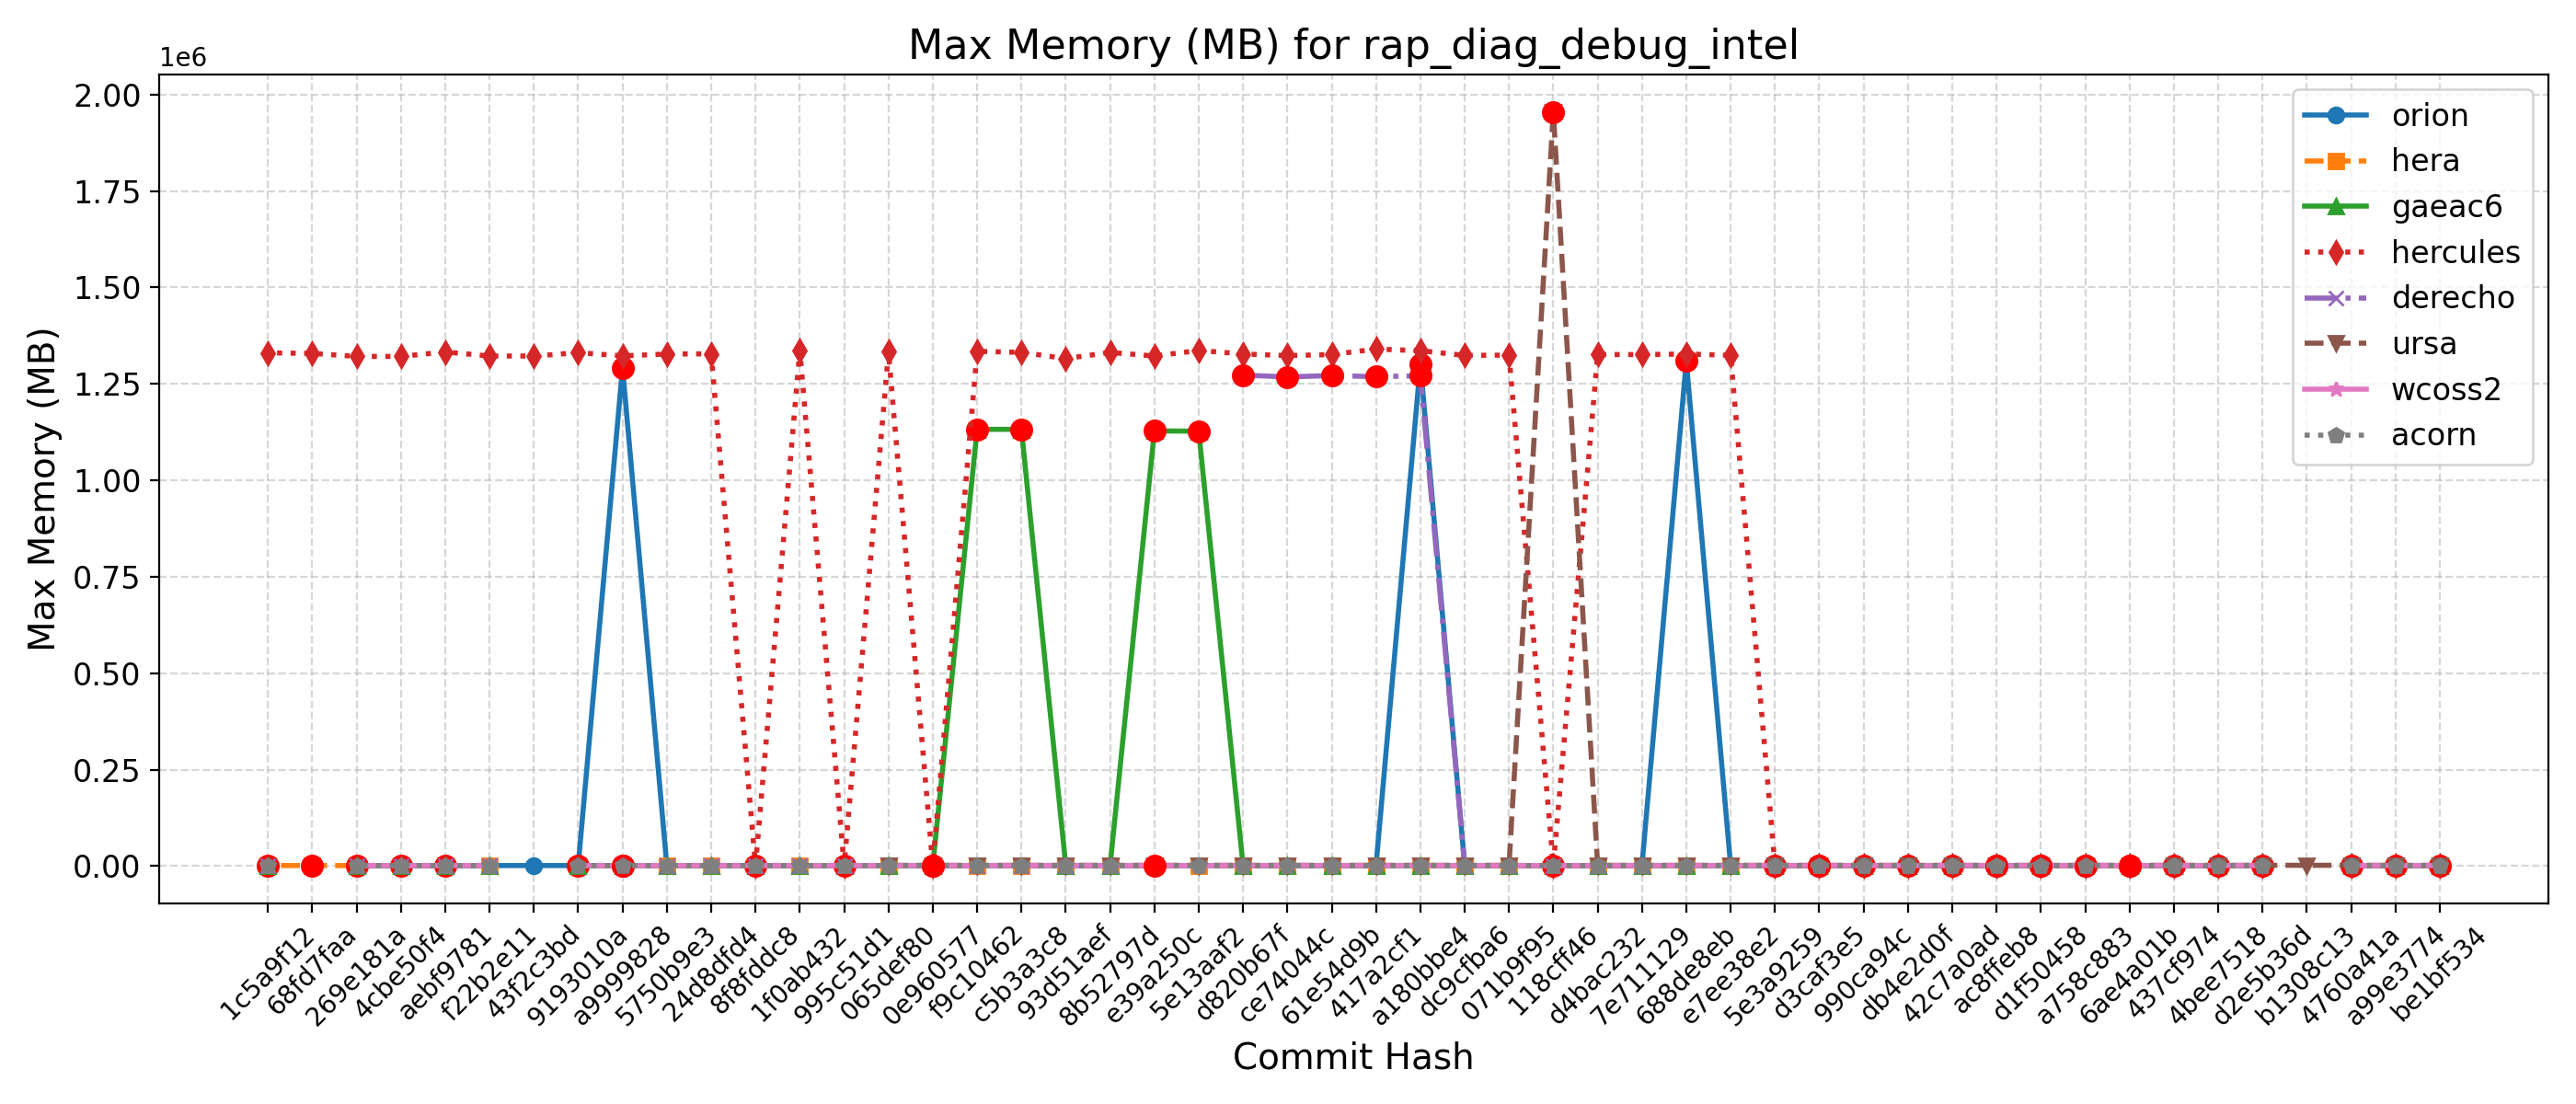 Max Memory (MB) for rap_diag_debug_intel
1e6
2.00
1.75
1.50
1.25
1.00
0.75
0.50
0.25
0.00
Max Memory (MB)
orion
hera
gaeac6
hercules
derecho
ursa
wcoss2
acorn
1c5a9f12
68fd7faa
269e181a
4cbe50f4
aebf9781
f22b2e11
43f2c3bd
9193010a
a9999828
5750b9e3
24d8dfd4
8f8fddc8
1f0ab432
995c51d1
065def80
0e960577
f9c10462
c5b3a3c8
93d51aef
8b52797d
e39a250c
5e13aaf2
d820b67f
ce74044c
61e54d9b
417a2cf1
a180bbe4
dc9cfba6
071b9f95
118cff46
d4bac232
7e711129
688de8eb
e7ee38e2
5e3a9259
d3caf3e5
990ca94c
db4e2d0f
42c7a0ad
ac8ffeb8
d1f50458
a758c883
6ae4a01b
437cf974
4bee7518
d2e5b36d
b1308c13
4760a41a
a99e3774
be1bf534
Commit Hash